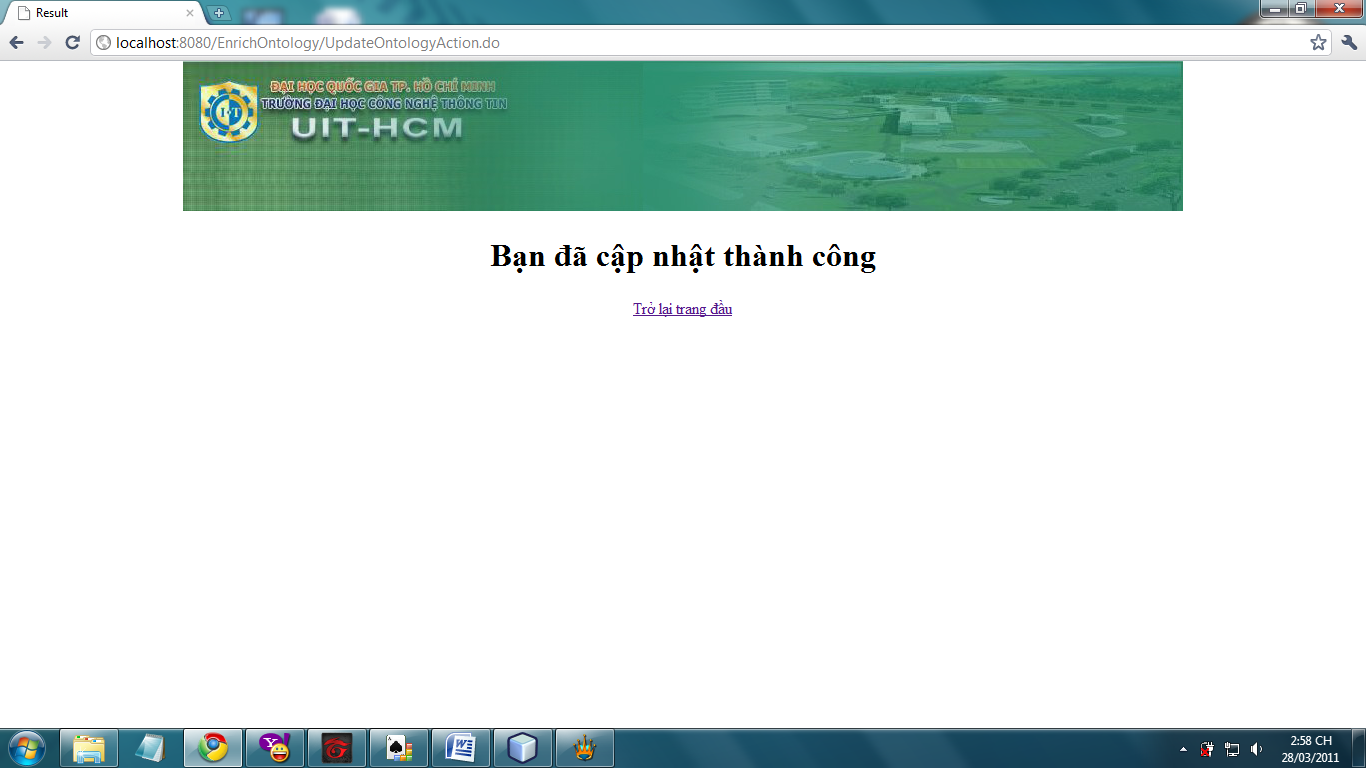 Result
localhost:8080/EnrichOntology/UpdateOntologyAction.do
ĐẠI HỌC QUỐC GIA TP. HỒ CHÍ MINH
TRƯỜNG ĐẠI HỌC CÔNG NGHỆ THÔNG TIN
UIT-HCM
Bạn đã cập nhật thành công
Trở lại trang đầu
2:58 CH
28/03/2011